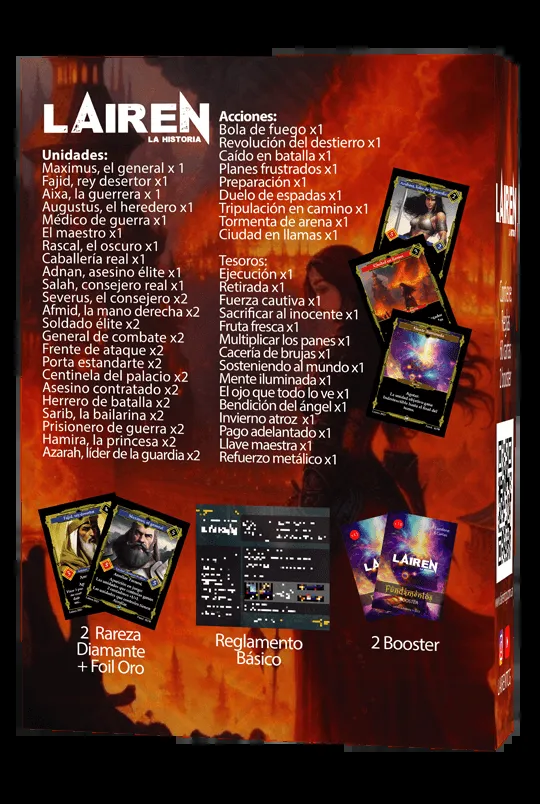 LAIREN
LA HISTORIA
Unidades:
Maximus, el general x 1
Fajid, rey desertor x1
Aixa, la guerrera x 1
Augustus, el heredero x1
Médico de guerra x1
El maestro x1
Rascal, el oscuro x1
Caballería real x1
Adnan, asesino élite x1
Salah, consejero real x1
Severus, el consejero x2
Afmid, la mano derecha x2
Soldado élite x2
General de combate x2
Frente de ataque x2
Porta estandarte x2
Centinela del palacio x2
Asesino contratado x2
Herrero de batalla x2
Sarib, la bailarina x2
Prisionero de guerra x2
Hamira, la princesa x2
Azarah, líder de la guardia x2
Acciones:
Bola de fuego x1
Revolución del destierro x1
Caído en batalla x1
Planes frustrados x1
Preparación x1
Duelo de espadas x1
Tripulación en camino x1
Tormenta de arena x1
Ciudad en llamas x1
Tesoros:
Ejecución x1
Retirada x1
Fuerza cautiva x1
Sacrificar al inocente x1
Fruta fresca x1
Multiplicar los panes x1
Cacería de brujas x1
Sosteniendo al mundo x1
Mente iluminada x1
El ojo que todo lo ve x1
Bendición del ángel x1
Invierno atroz x1
Pago adelantado x1
Llave maestra x1
Refuerzo metálico x1
2 Rareza
Diamante
+ Foil Oro
Reglamento
Básico
LAIREN
Fundamentos
BOOSTER
2 Booster
LAIREN
Contiene